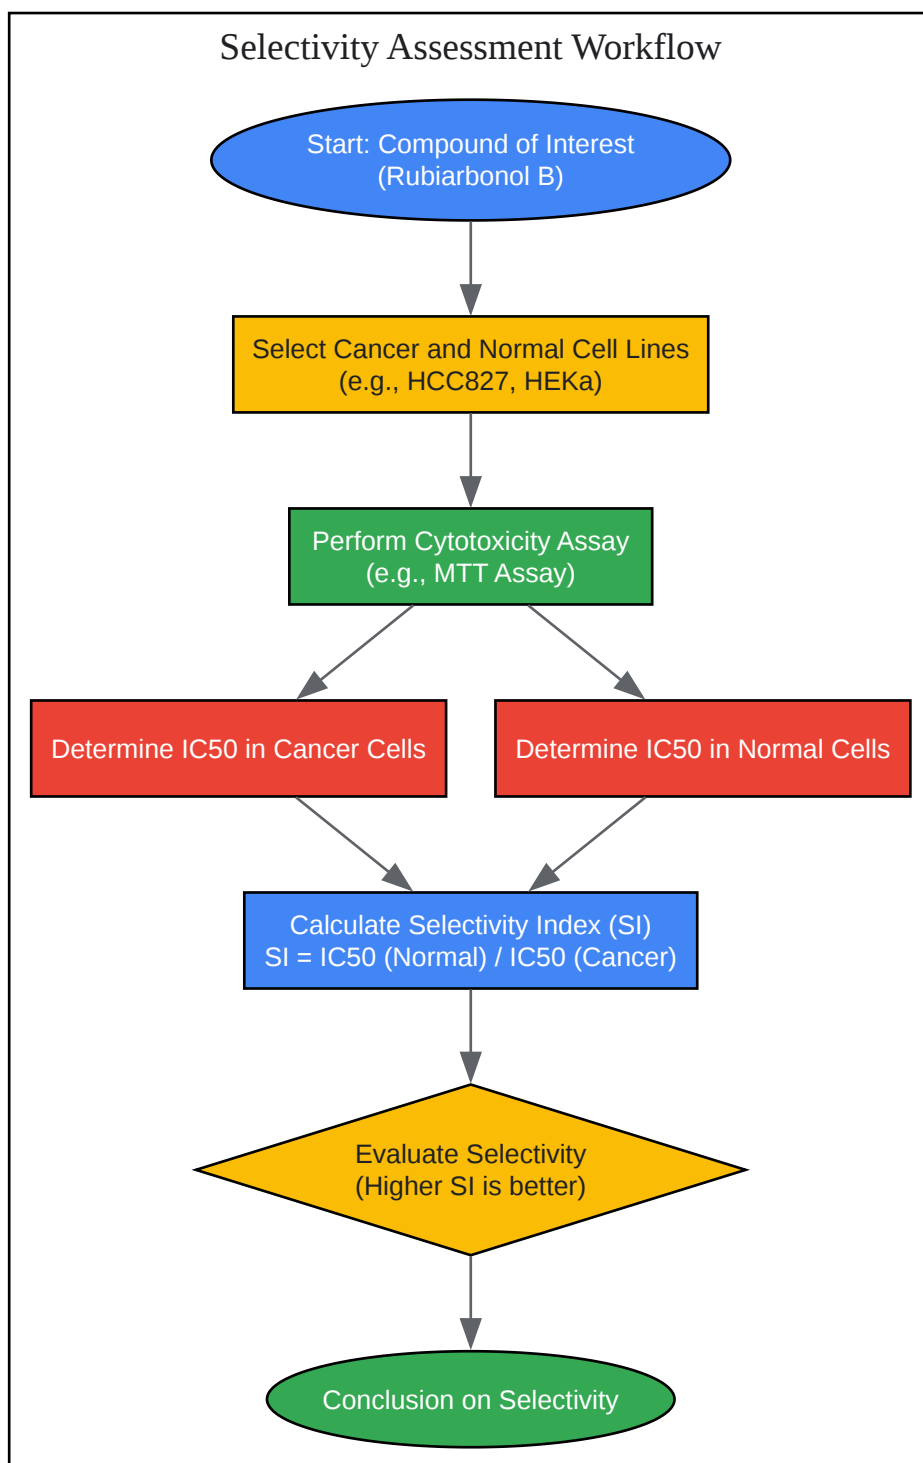 Selectivity Assessment Workflow
Start: Compound of Interest
(Rubiarbonol B)
Select Cancer and Normal Cell Lines
(e.g., HCC827, HEKa)
Perform Cytotoxicity Assay
(e.g., MTT Assay)
Determine IC50 in Cancer Cells
Determine IC50 in Normal Cells
Calculate Selectivity Index (SI)
SI = IC50 (Normal) / IC50 (Cancer)
Evaluate Selectivity
(Higher SI is better)
Conclusion on Selectivity